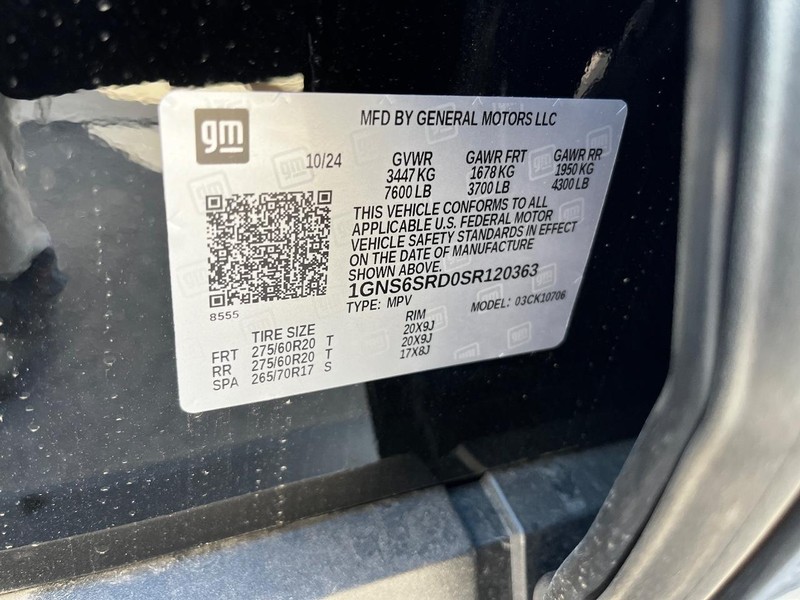 gm
MFD BY GENERAL MOTORS LLC
10/24
GVWR GAWR FRT GAWR RR
3447 KG 1678 KG 1950 KG
7600 LB 3700 LB 4300 LB
THIS VEHICLE CONFORMS TO ALL
APPLICABLE U.S. FEDERAL MOTOR
VEHICLE SAFETY STANDARDS IN EFFECT
ON THE DATE OF MANUFACTURE
SHOWN ABOVE.
1GNS6SRD0SR120363
TYPE: MPV MODEL: 03CK10706
8555
TIRE SIZE RIM
FRT 275/60R20 T 20X9J
RR 275/60R20 T 20X9J
SPA 265/70R17 S 17X8J